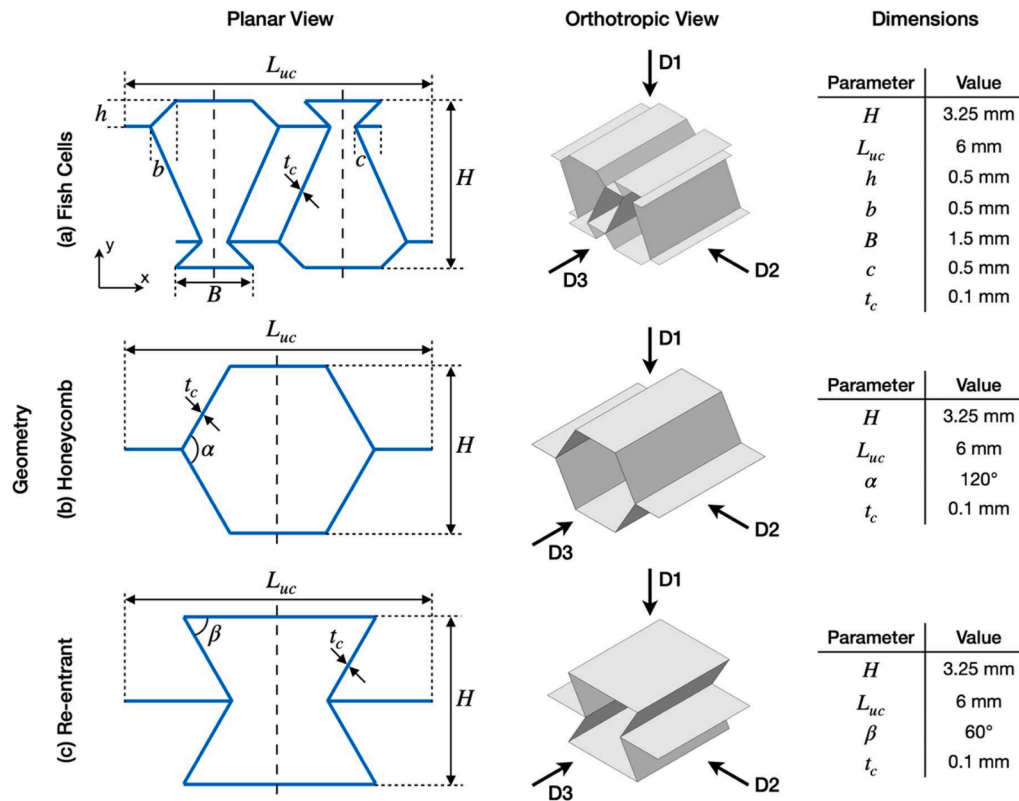 Planar View
Orthotropic View
Dimensions
Geometry
(a) Fish Cells
L_uc
h
b
t_c
c
H
B
y
x
D1
D3
D2
Parameter Value
H 3.25 mm
L_uc 6 mm
h 0.5 mm
b 0.5 mm
B 1.5 mm
c 0.5 mm
t_c 0.1 mm
(b) Honeycomb
L_uc
t_c
α
H
D1
D3
D2
Parameter Value
H 3.25 mm
L_uc 6 mm
α 120°
t_c 0.1 mm
(c) Re-entrant
L_uc
β
t_c
H
D1
D3
D2
Parameter Value
H 3.25 mm
L_uc 6 mm
β 60°
t_c 0.1 mm